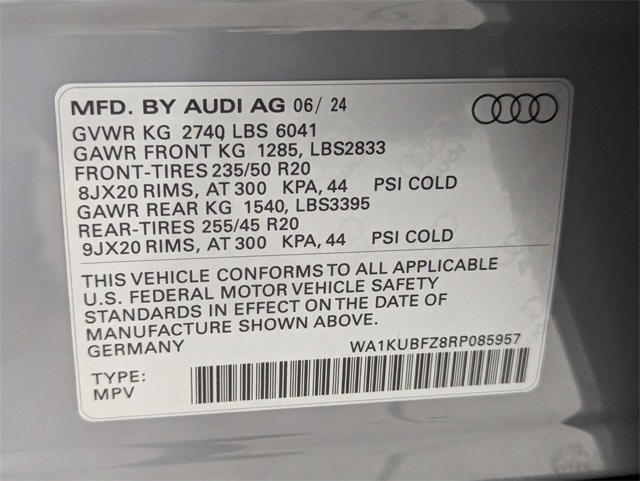 MFD. BY AUDI AG 06/ 24
GVWR KG 2740 LBS 6041
GAWR FRONT KG 1285, LBS2833
FRONT-TIRES 235/50 R20
8JX20 RIMS, AT 300 KPA, 44 PSI COLD
GAWR REAR KG 1540, LBS3395
REAR-TIRES 255/45 R20
9JX20 RIMS, AT 300 KPA, 44 PSI COLD
THIS VEHICLE CONFORMS TO ALL APPLICABLE
U.S. FEDERAL MOTOR VEHICLE SAFETY
STANDARDS IN EFFECT ON THE DATE OF
MANUFACTURE SHOWN ABOVE.
GERMANY WA1KUBFZ8RP085957
TYPE:
MPV